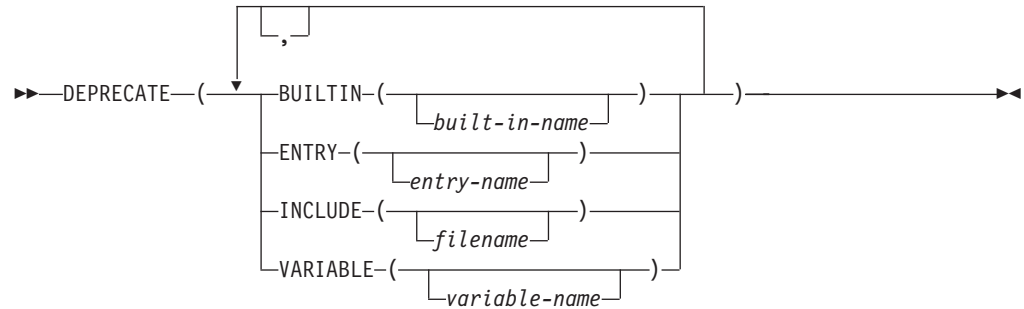 ,
DEPRECATE ( BUILTIN ( ) )
built-in-name
ENTRY ( )
entry-name
INCLUDE ( )
filename
VARIABLE ( )
variable-name